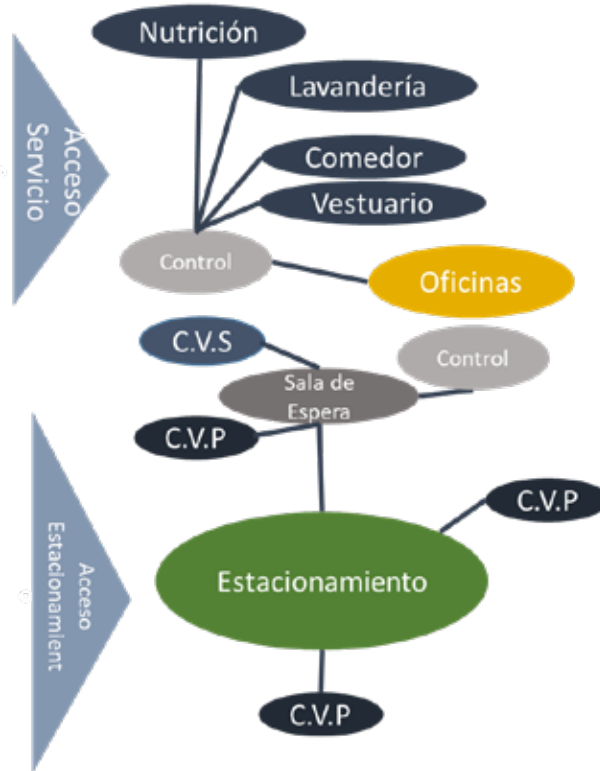 Nutrición
Lavandería
Acceso
Servicio
Comedor
Vestuario
Control
Oficinas
C.V.S
Control
Sala de
Espera
C.V.P
C.V.P
Acceso
Estacionamient
Estacionamiento
C.V.P